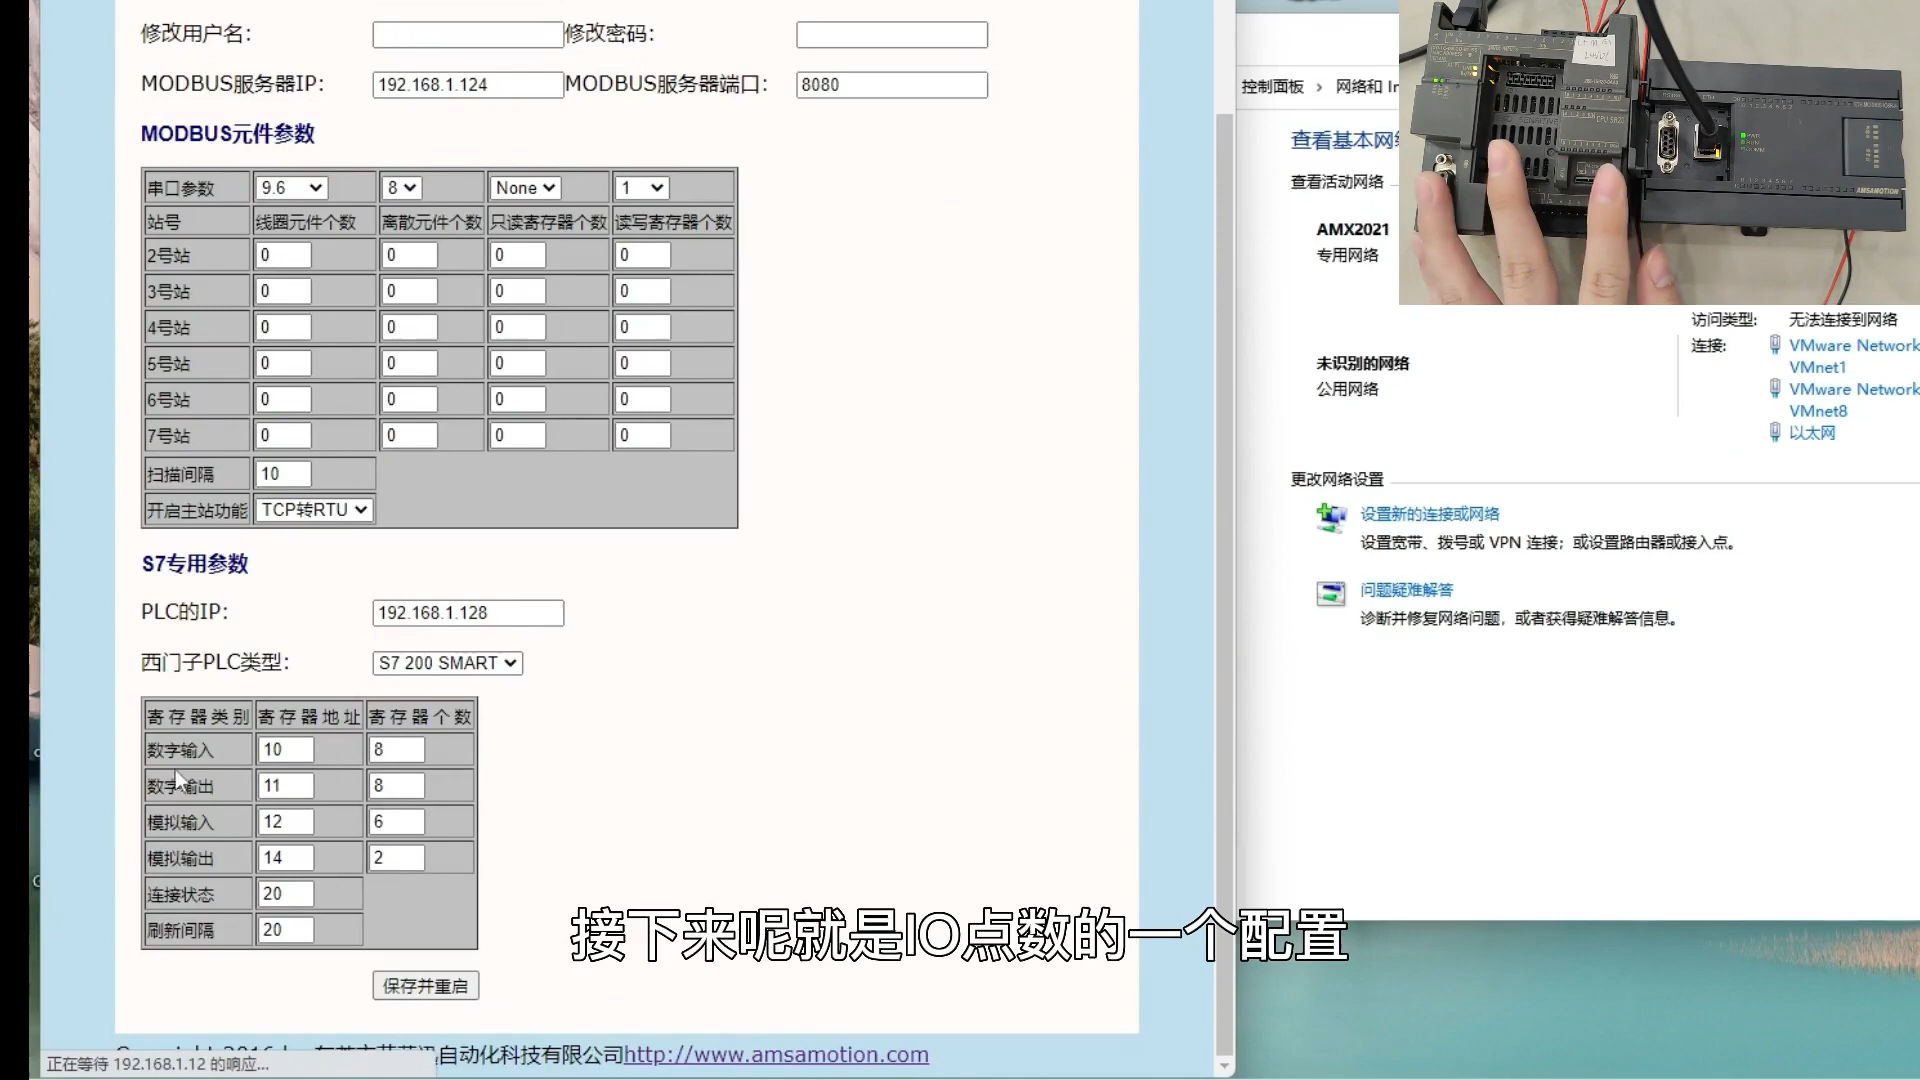 修改用户名:
修改密码:
MODBUS服务器IP:
192.168.1.124
MODBUS服务器端口:
8080
MODBUS元件参数
串口参数 9.6 8 None 1
站号 线圈元件个数 离散元件个数 只读寄存器个数 读写寄存器个数
2号站 0 0 0 0
3号站 0 0 0 0
4号站 0 0 0 0
5号站 0 0 0 0
6号站 0 0 0 0
7号站 0 0 0 0
扫描间隔 10
开启主站功能 TCP转RTU
S7专用参数
PLC的IP: 192.168.1.128
西门子PLC类型: S7 200 SMART
寄存器类别 寄存器地址 寄存器个数
数字输入 10 8
数字输出 11 8
模拟输入 12 6
模拟输出 14 2
连接状态 20
刷新间隔 20
保存并重启
自动化科技有限公司http://www.amsamotion.com
正在等待 192.168.1.12 的响应...
控制面板 › 网络和 In
查看基本网
查看活动网络
AMX2021
专用网络
访问类型: 无法连接到网络
连接: VMware Network
VMnet1
VMware Network
VMnet8
以太网
未识别的网络
公用网络
更改网络设置
设置新的连接或网络
设置宽带、拨号或 VPN 连接；或设置路由器或接入点。
问题疑难解答
诊断并修复网络问题，或者获得疑难解答信息。
AMSAMOTION
接下来呢就是IO点数的一个配置